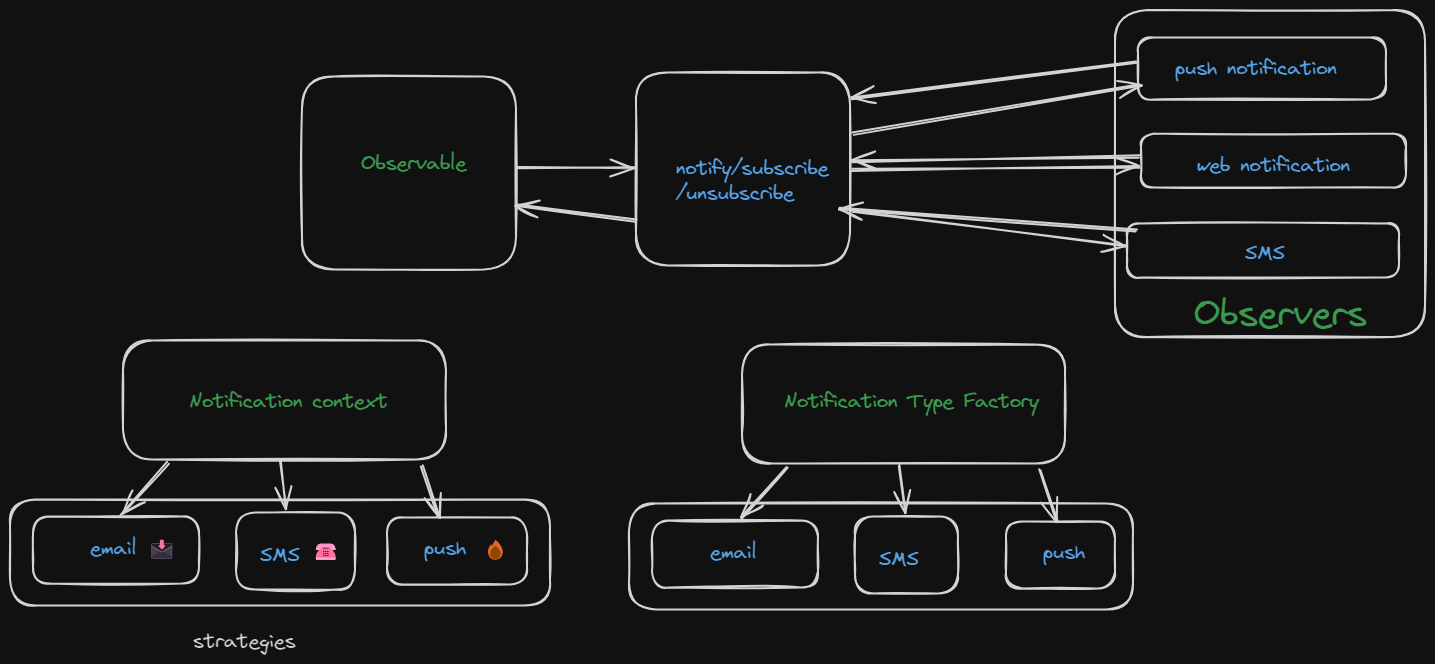 push notification
Observable
notify/subscribe
/unsubscribe
web notification
SMS
Observers
Notification context
Notification Type Factory
email
SMS
push
email
SMS
push
strategies